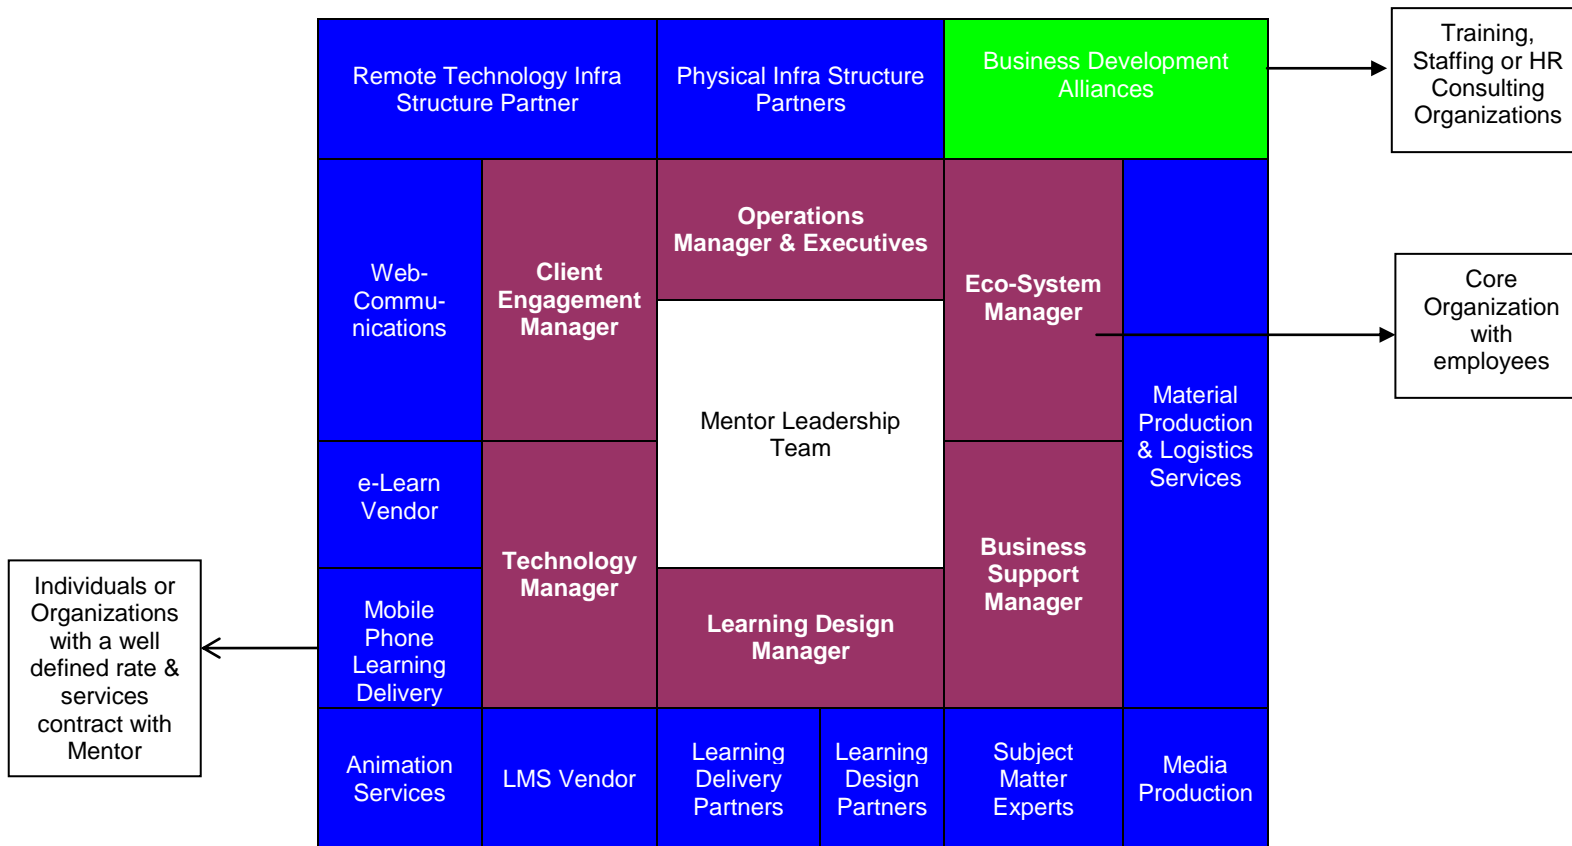 Remote Technology Infra
Structure Partner
Physical Infra Structure
Partners
Business Development
Alliances
Training,
Staffing or HR
Consulting
Organizations
Web-
Commu-
nications
Client
Engagement
Manager
Operations
Manager & Executives
Eco-System
Manager
Core
Organization
with
employees
Mentor Leadership
Team
Material
Production
& Logistics
Services
e-Learn
Vendor
Technology
Manager
Business
Support
Manager
Individuals or
Organizations
with a well
defined rate &
services
contract with
Mentor
Mobile
Phone
Learning
Delivery
Learning Design
Manager
Animation
Services
LMS Vendor
Learning
Delivery
Partners
Learning
Design
Partners
Subject
Matter
Experts
Media
Production